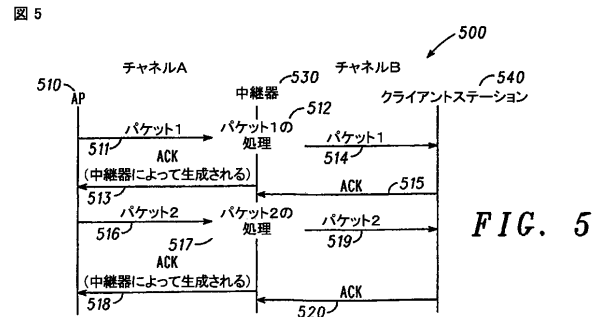 図 5
500
チャネルA
チャネルB
510
530
540
AP
中継器
クライアントステーション
512
パケット1
パケット1の
処理
パケット1
511
514
ACK
(中継器によって生成される)
513
ACK
515
パケット2
パケット2の
処理
パケット2
516
517
519
ACK
(中継器によって生成される)
518
ACK
520
FIG. 5